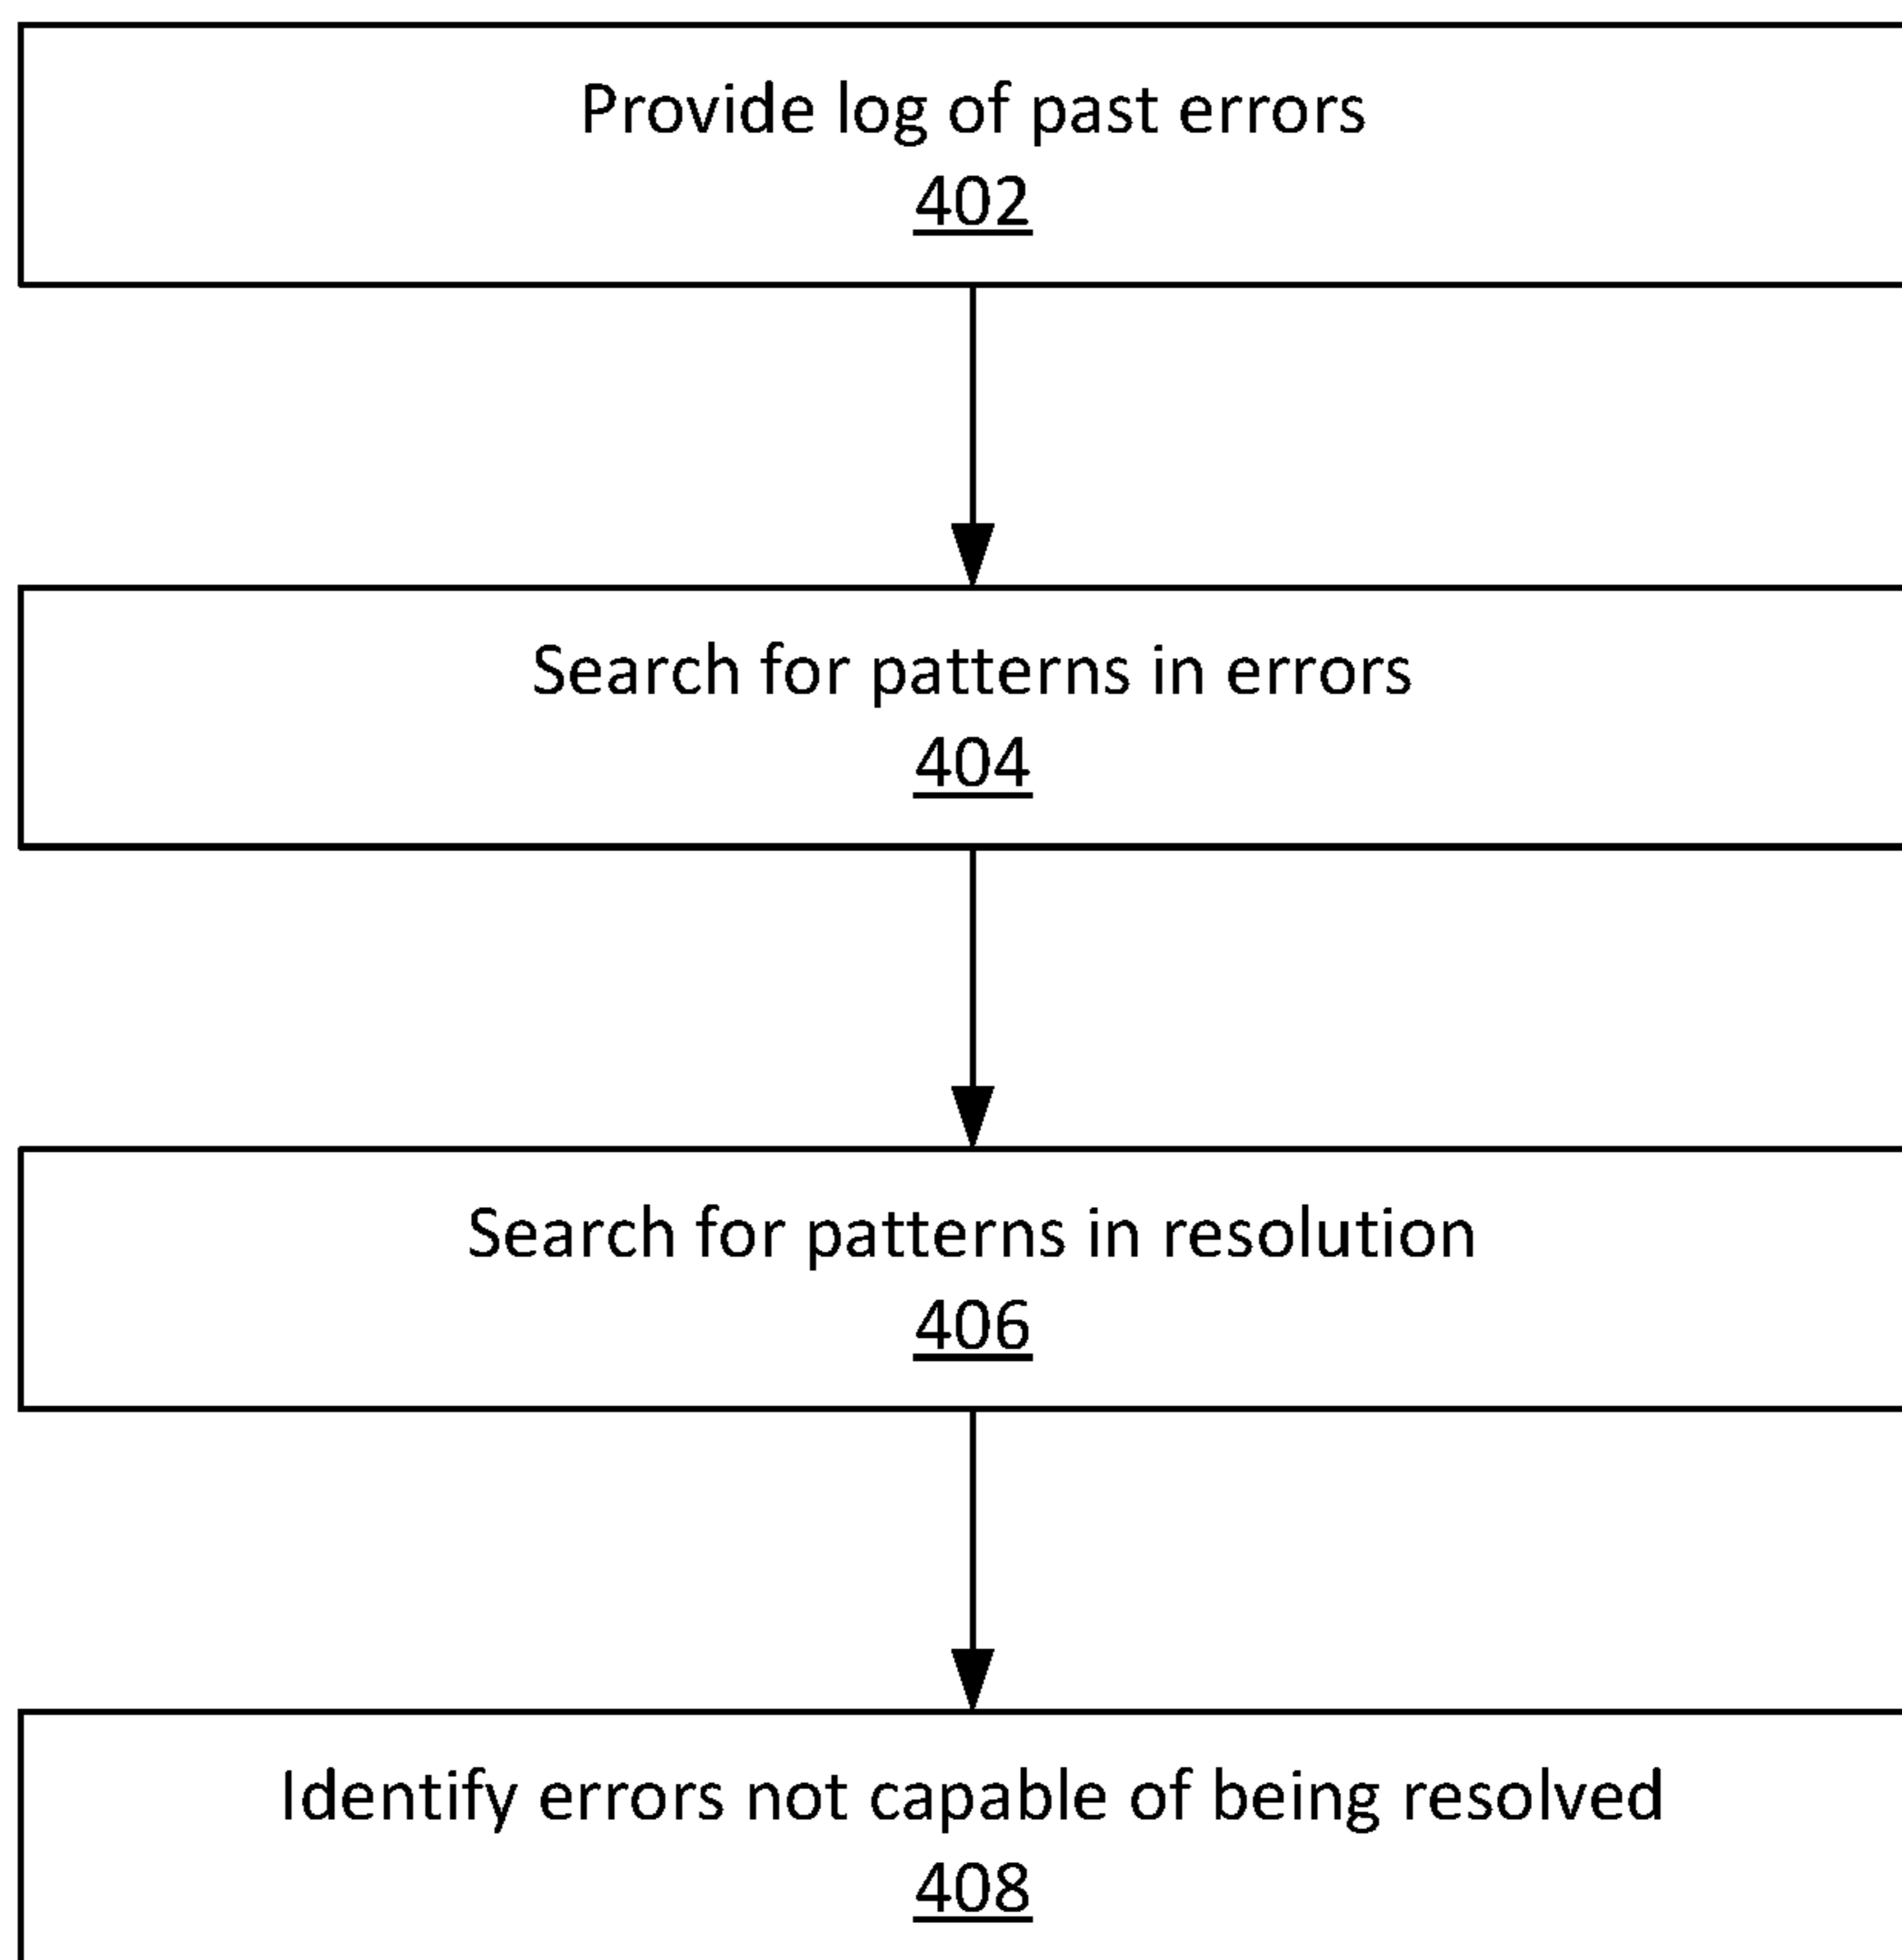 Provide log of past errors
402
Search for patterns in errors
404
Search for patterns in resolution
406
Identify errors not capable of being resolved
408